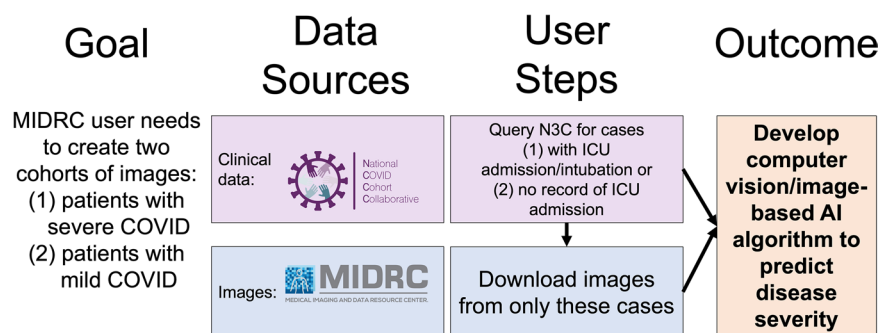 Goal
Data
Sources
User
Steps
Outcome
MIDRC user needs
to create two
cohorts of images:
(1) patients with
severe COVID
(2) patients with
mild COVID
Clinical
data:
National
COVID
Cohort
Collaborative
Images:
MIDRC
MEDICAL IMAGING AND DATA RESOURCE CENTER.
Query N3C for cases
(1) with ICU
admission/intubation or
(2) no record of ICU
admission
Download images
from only these cases
Develop
computer
vision/image-
based AI
algorithm to
predict
disease
severity